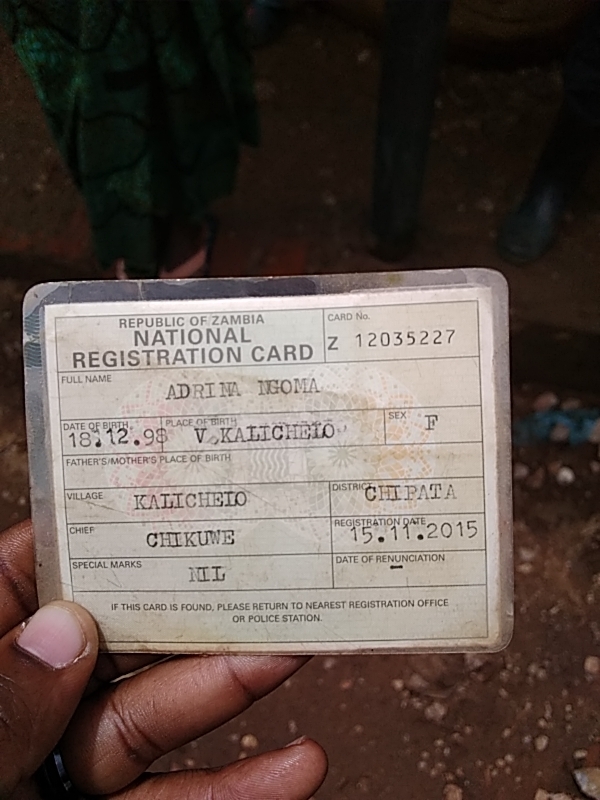 REPUBLIC OF ZAMBIA
NATIONAL
REGISTRATION CARD
CARD No.
Z 12035227
FULL NAME
ADRINA NGOMA
DATE OF BIRTH
18.12.98
PLACE OF BIRTH
V.KALICHEIO
SEX
F
FATHER'S/MOTHER'S PLACE OF BIRTH
VILLAGE
KALICHEIO
DISTRICT
CHIPATA
CHIEF
CHIKUWE
REGISTRATION DATE
15.11.2015
SPECIAL MARKS
NIL
DATE OF RENUNCIATION
–
IF THIS CARD IS FOUND, PLEASE RETURN TO NEAREST REGISTRATION OFFICE
OR POLICE STATION.